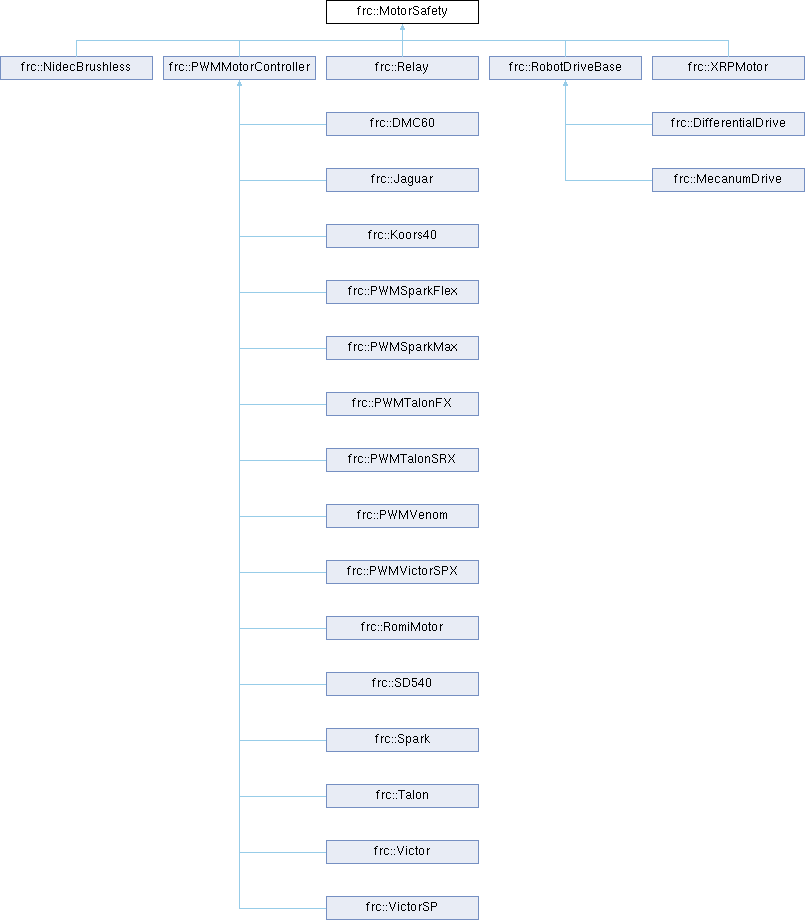 frc::MotorSafety
frc::NidecBrushless
frc::PWMMotorController
frc::Relay
frc::RobotDriveBase
frc::XRPMotor
frc::DMC60
frc::DifferentialDrive
frc::Jaguar
frc::MecanumDrive
frc::Koors40
frc::PWMSparkFlex
frc::PWMSparkMax
frc::PWMTalonFX
frc::PWMTalonSRX
frc::PWMVenom
frc::PWMVictorSPX
frc::RomiMotor
frc::SD540
frc::Spark
frc::Talon
frc::Victor
frc::VictorSP